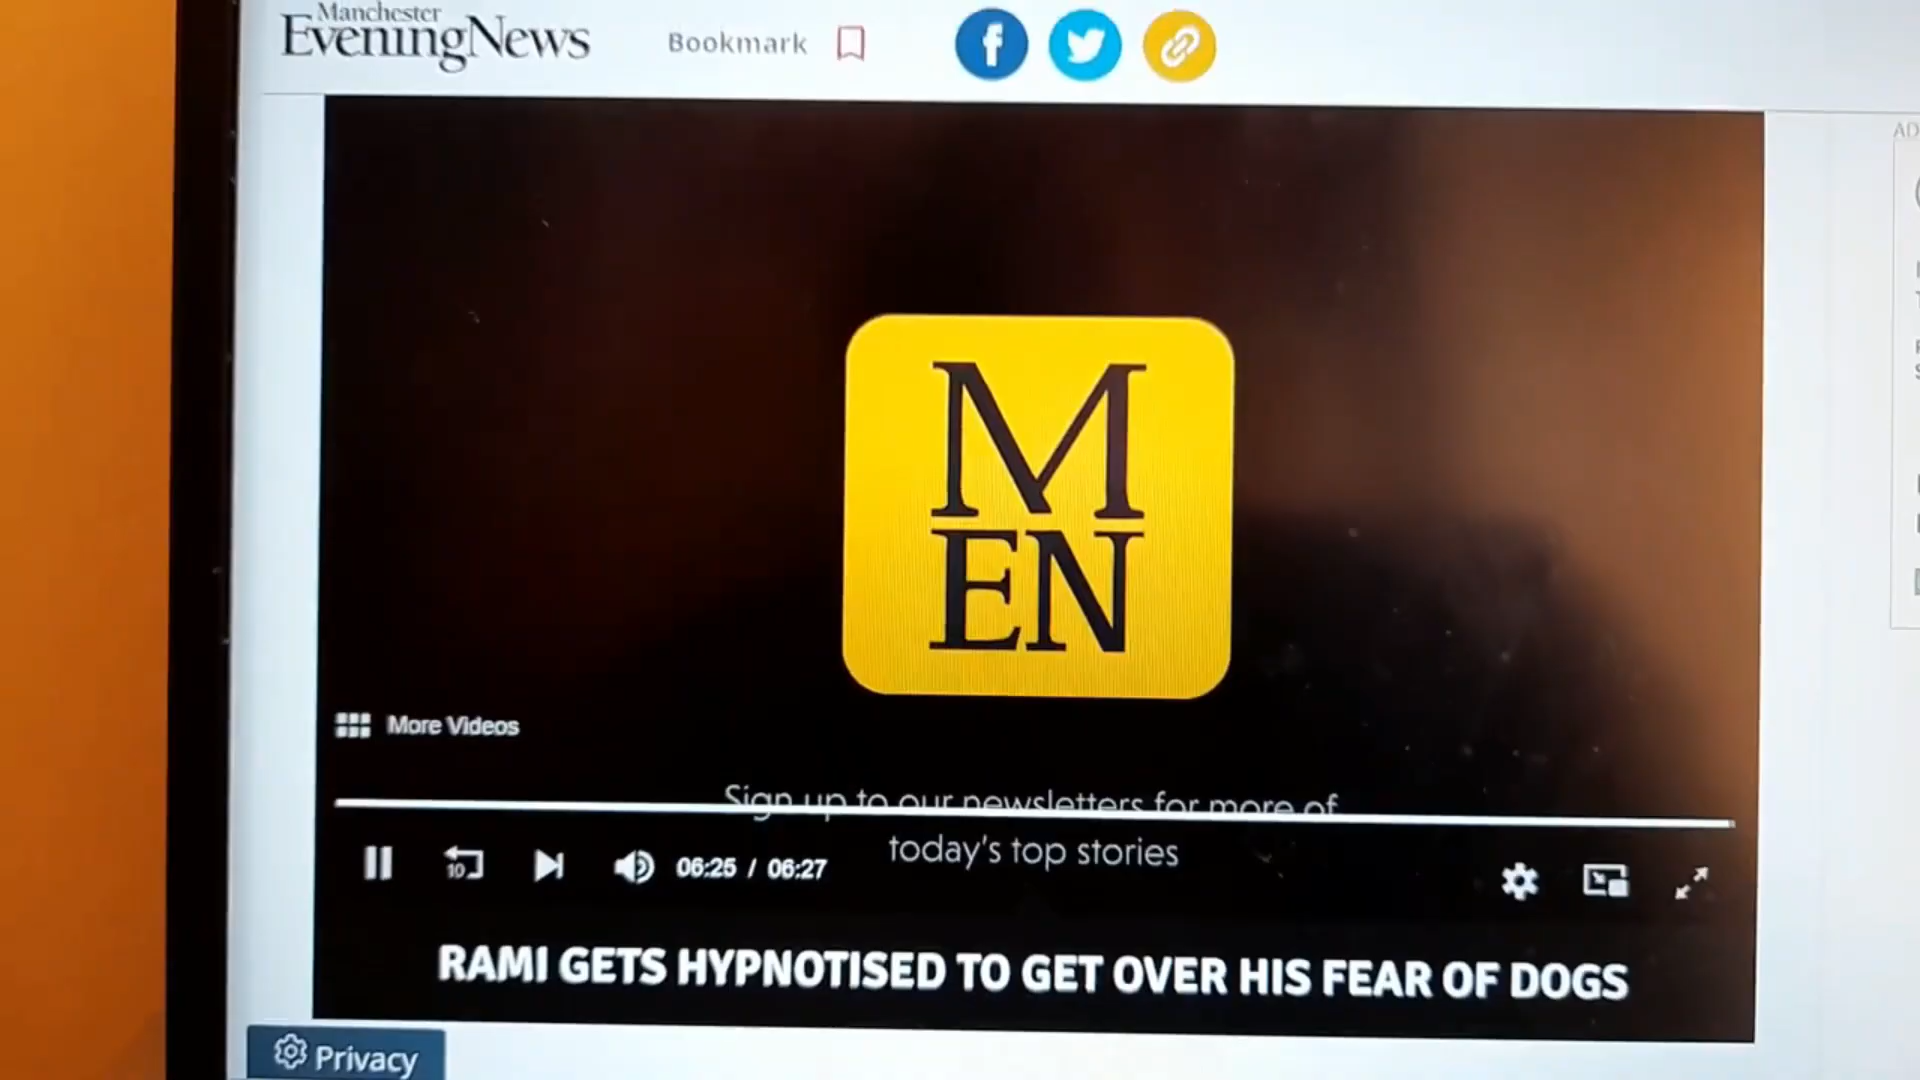 Manchester
EveningNews
Bookmark
AD
M
EN
More Videos
Sign up to our newsletters for more of
today's top stories
10
06:25 / 06:27
RAMI GETS HYPNOTISED TO GET OVER HIS FEAR OF DOGS
Privacy